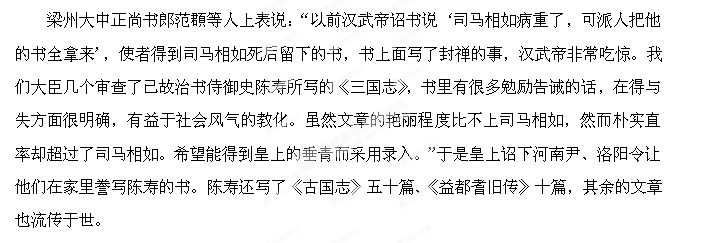 梁州大中正尚书郎范頵等人上表说：“以前汉武帝诏书说‘司马相如病重了，可派人把他
的书全拿来’，使者得到司马相如死后留下的书，书上面写了封禅的事，汉武帝非常吃惊。我
们大臣几个审查了已故治书侍御史陈寿所写的《三国志》，书里有很多勉励告诫的话，在得与
失方面很明确，有益于社会风气的教化。虽然文章的艳丽程度比不上司马相如，然而朴实直
率却超过了司马相如。希望能得到皇上的垂青而采用录入。”于是皇上诏下河南尹、洛阳令让
他们在家里誊写陈寿的书。陈寿还写了《古国志》五十篇、《益都耆旧传》十篇，其余的文章
也流传于世。